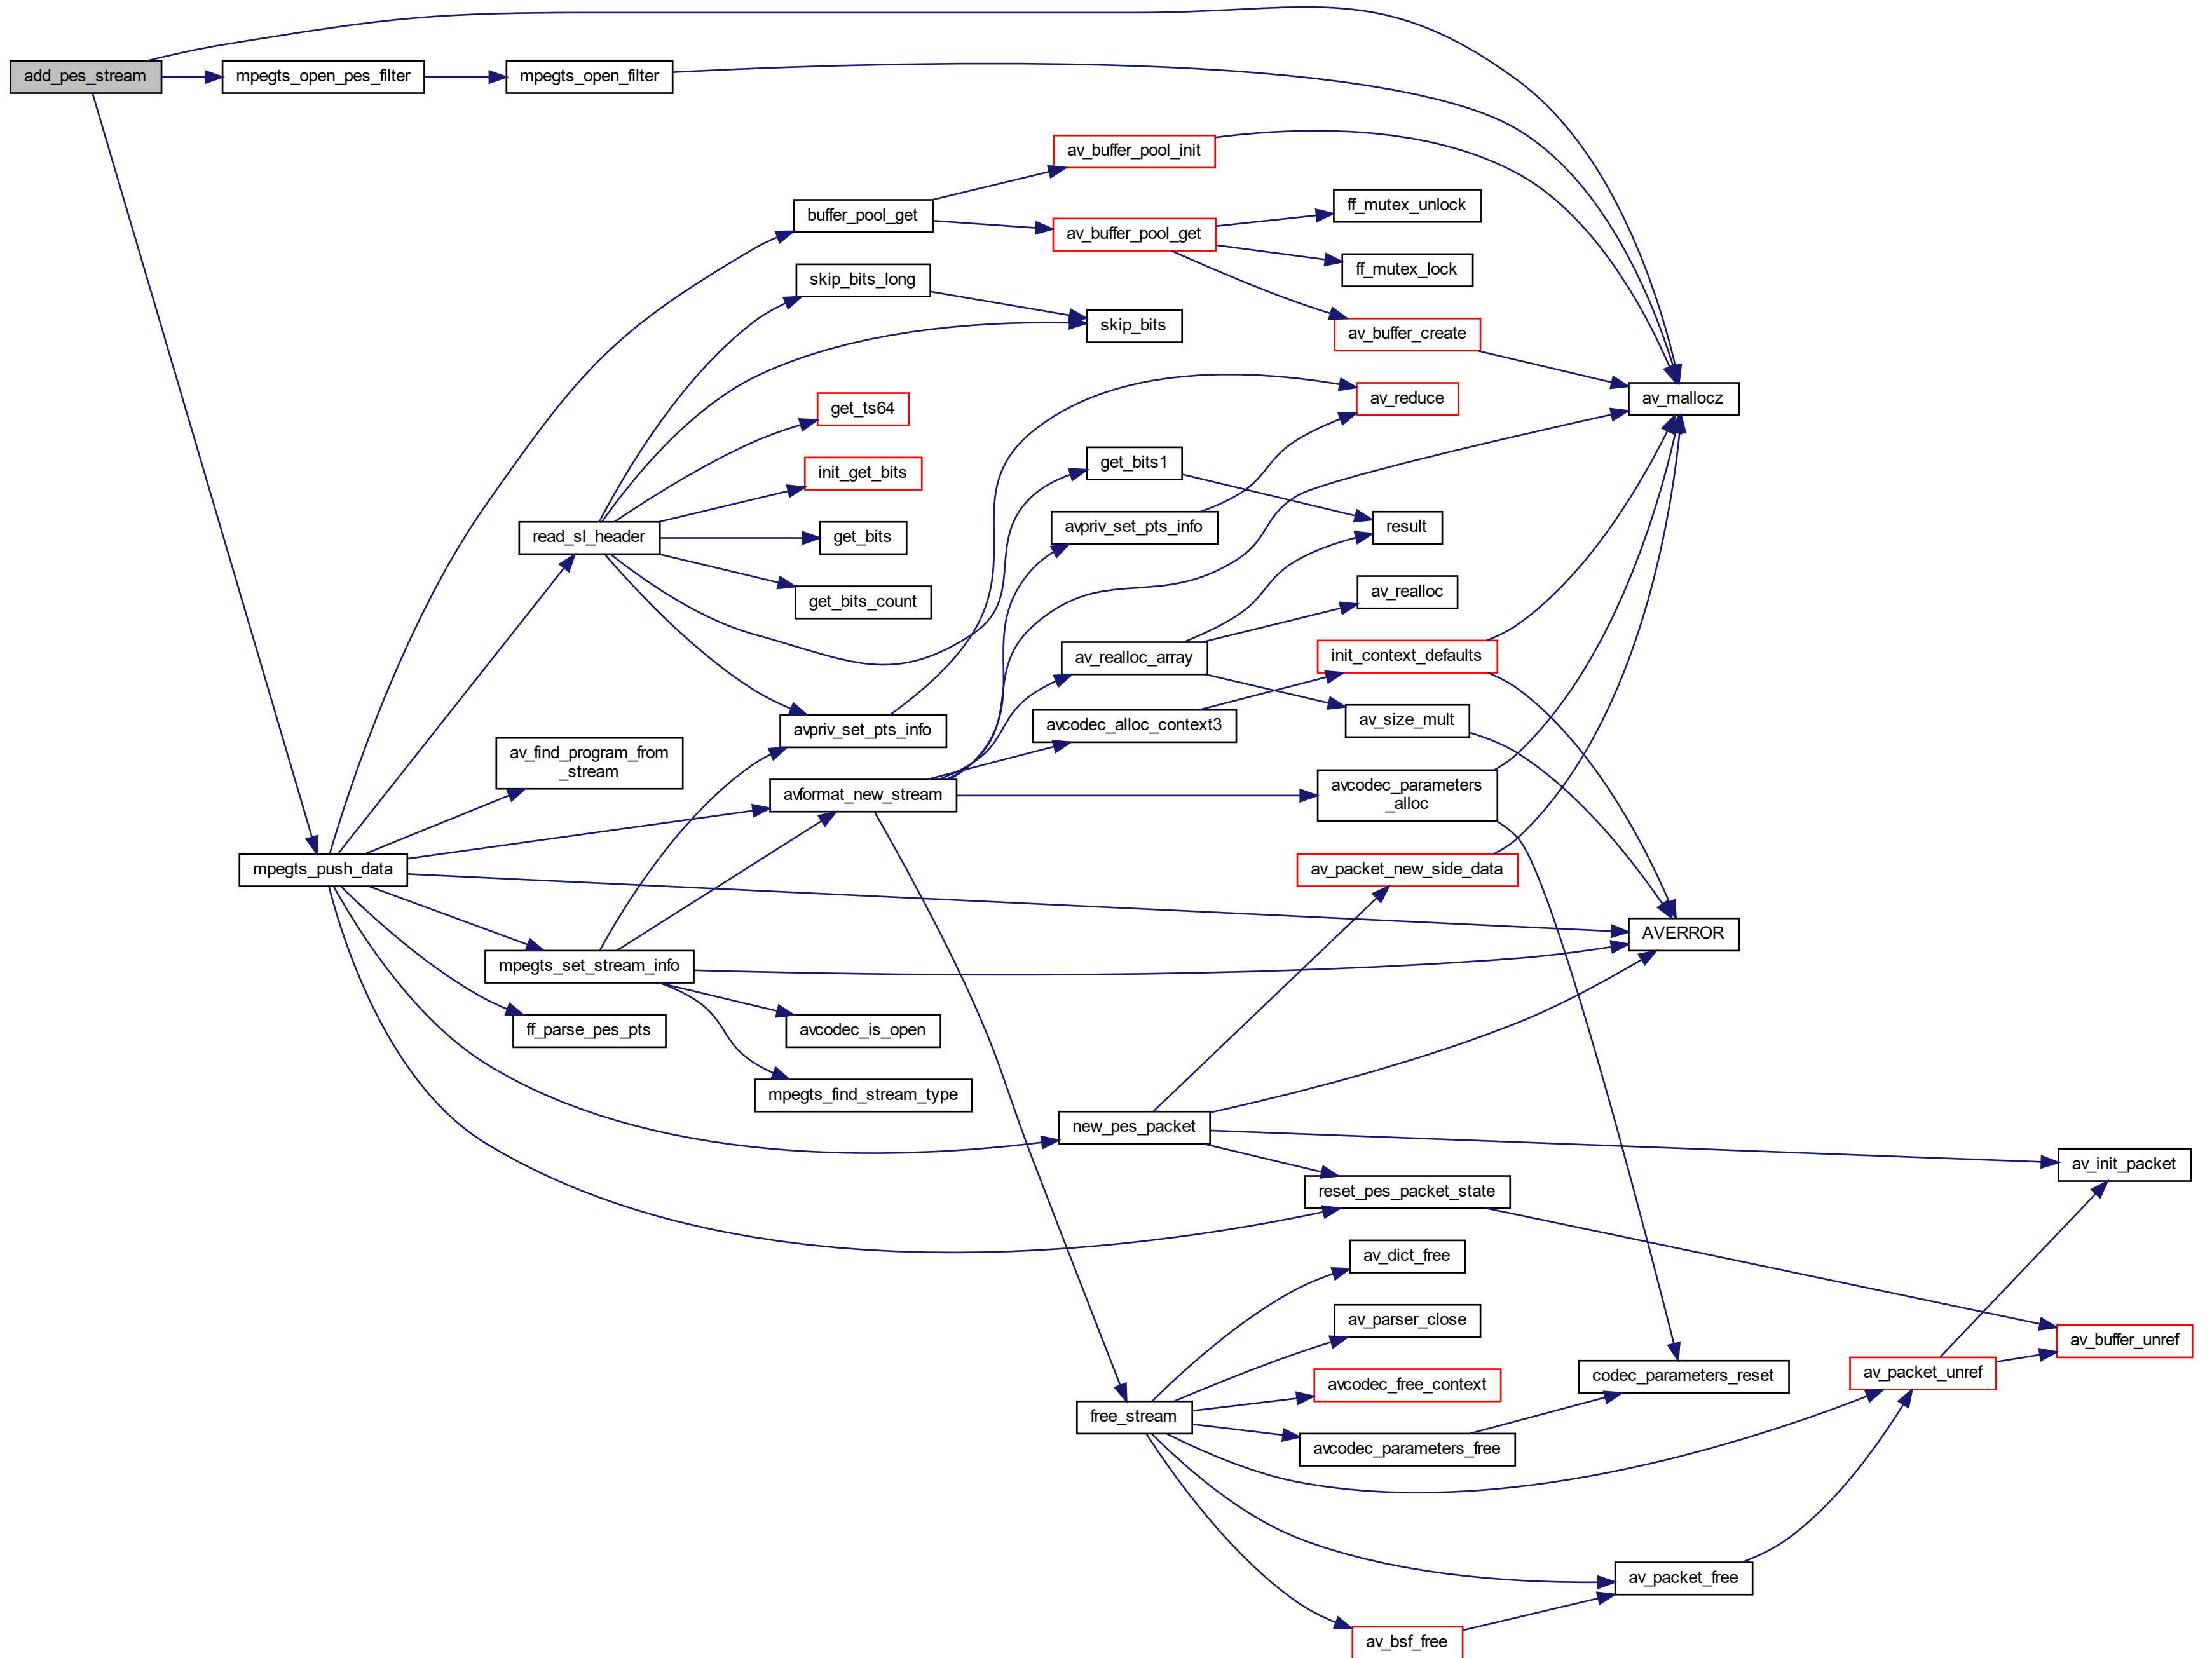 add_pes_stream
mpegts_open_pes_filter
mpegts_open_filter
av_buffer_pool_init
buffer_pool_get
ff_mutex_unlock
av_buffer_pool_get
ff_mutex_lock
skip_bits_long
skip_bits
av_buffer_create
av_mallocz
av_reduce
get_ts64
get_bits1
init_get_bits
avpriv_set_pts_info
result
read_sl_header
get_bits
av_realloc
get_bits_count
av_realloc_array
init_context_defaults
av_size_mult
avcodec_alloc_context3
avpriv_set_pts_info
av_find_program_from
_stream
avformat_new_stream
avcodec_parameters
_alloc
mpegts_push_data
av_packet_new_side_data
AVERROR
mpegts_set_stream_info
ff_parse_pes_pts
avcodec_is_open
mpegts_find_stream_type
new_pes_packet
av_init_packet
reset_pes_packet_state
av_dict_free
av_parser_close
av_buffer_unref
avcodec_free_context
codec_parameters_reset
av_packet_unref
free_stream
avcodec_parameters_free
av_packet_free
av_bsf_free